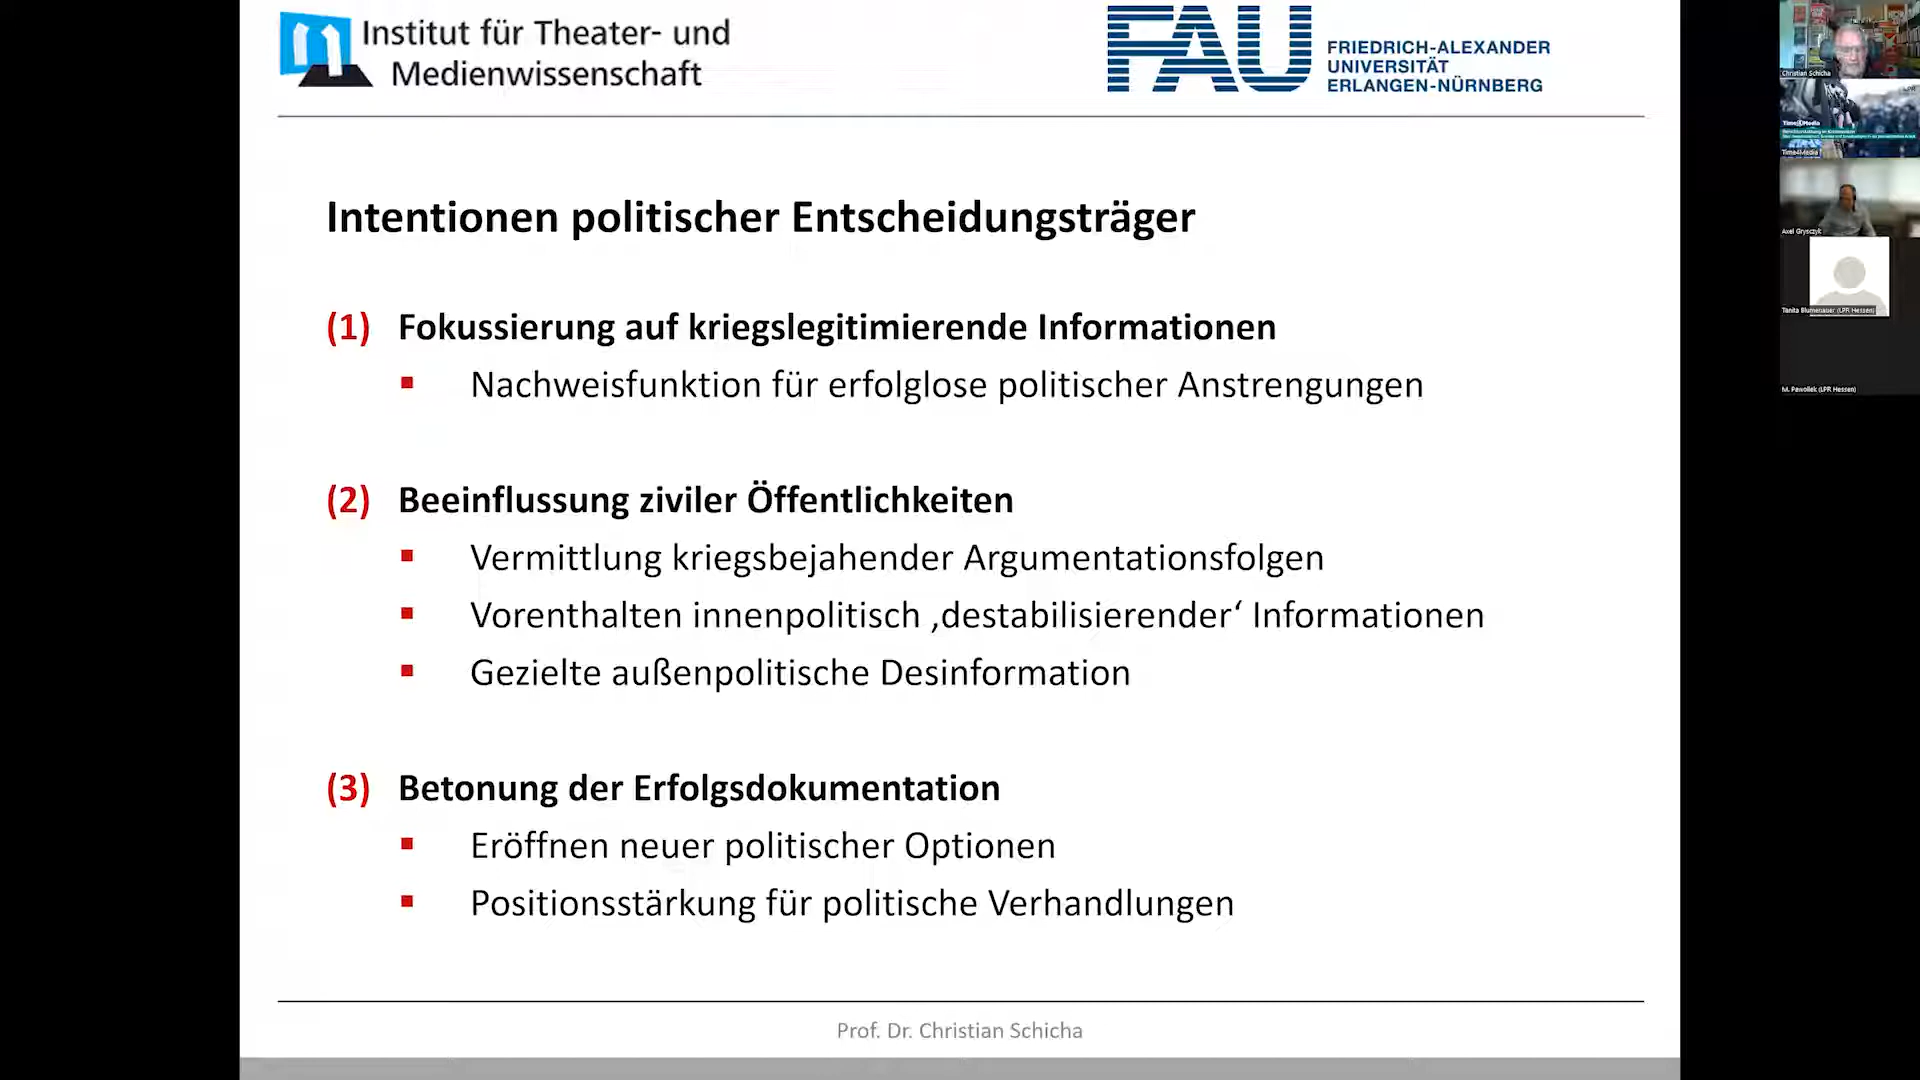 Institut für Theater- und
Medienwissenschaft
FAU
FRIEDRICH-ALEXANDER
UNIVERSITÄT
ERLANGEN-NÜRNBERG
Intentionen politischer Entscheidungsträger
(1) Fokussierung auf kriegslegitimierende Informationen
Nachweisfunktion für erfolglose politischer Anstrengungen
(2) Beeinflussung ziviler Öffentlichkeiten
Vermittlung kriegsbejahender Argumentationsfolgen
Vorenthalten innenpolitisch ‚destabilisierender‘ Informationen
Gezielte außenpolitische Desinformation
(3) Betonung der Erfolgsdokumentation
Eröffnen neuer politischer Optionen
Positionsstärkung für politische Verhandlungen
Prof. Dr. Christian Schicha
Christian Schicha
LPR
Time4Media
Time4Media
Axel Grysczyk
Tanita Blumenauer (LPR Hessen)
M. Pawollek (LPR Hessen)